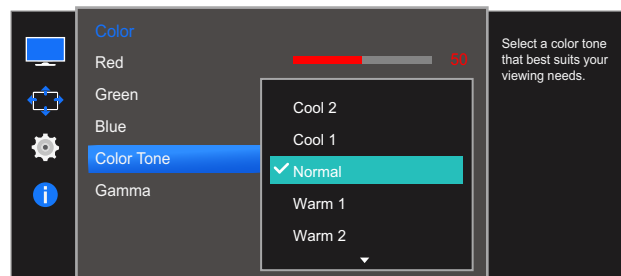 Color
Red
50
Green
Blue
Color Tone
Gamma
Cool 2
Cool 1
Normal
Warm 1
Warm 2
Select a color tone
that best suits your
viewing needs.